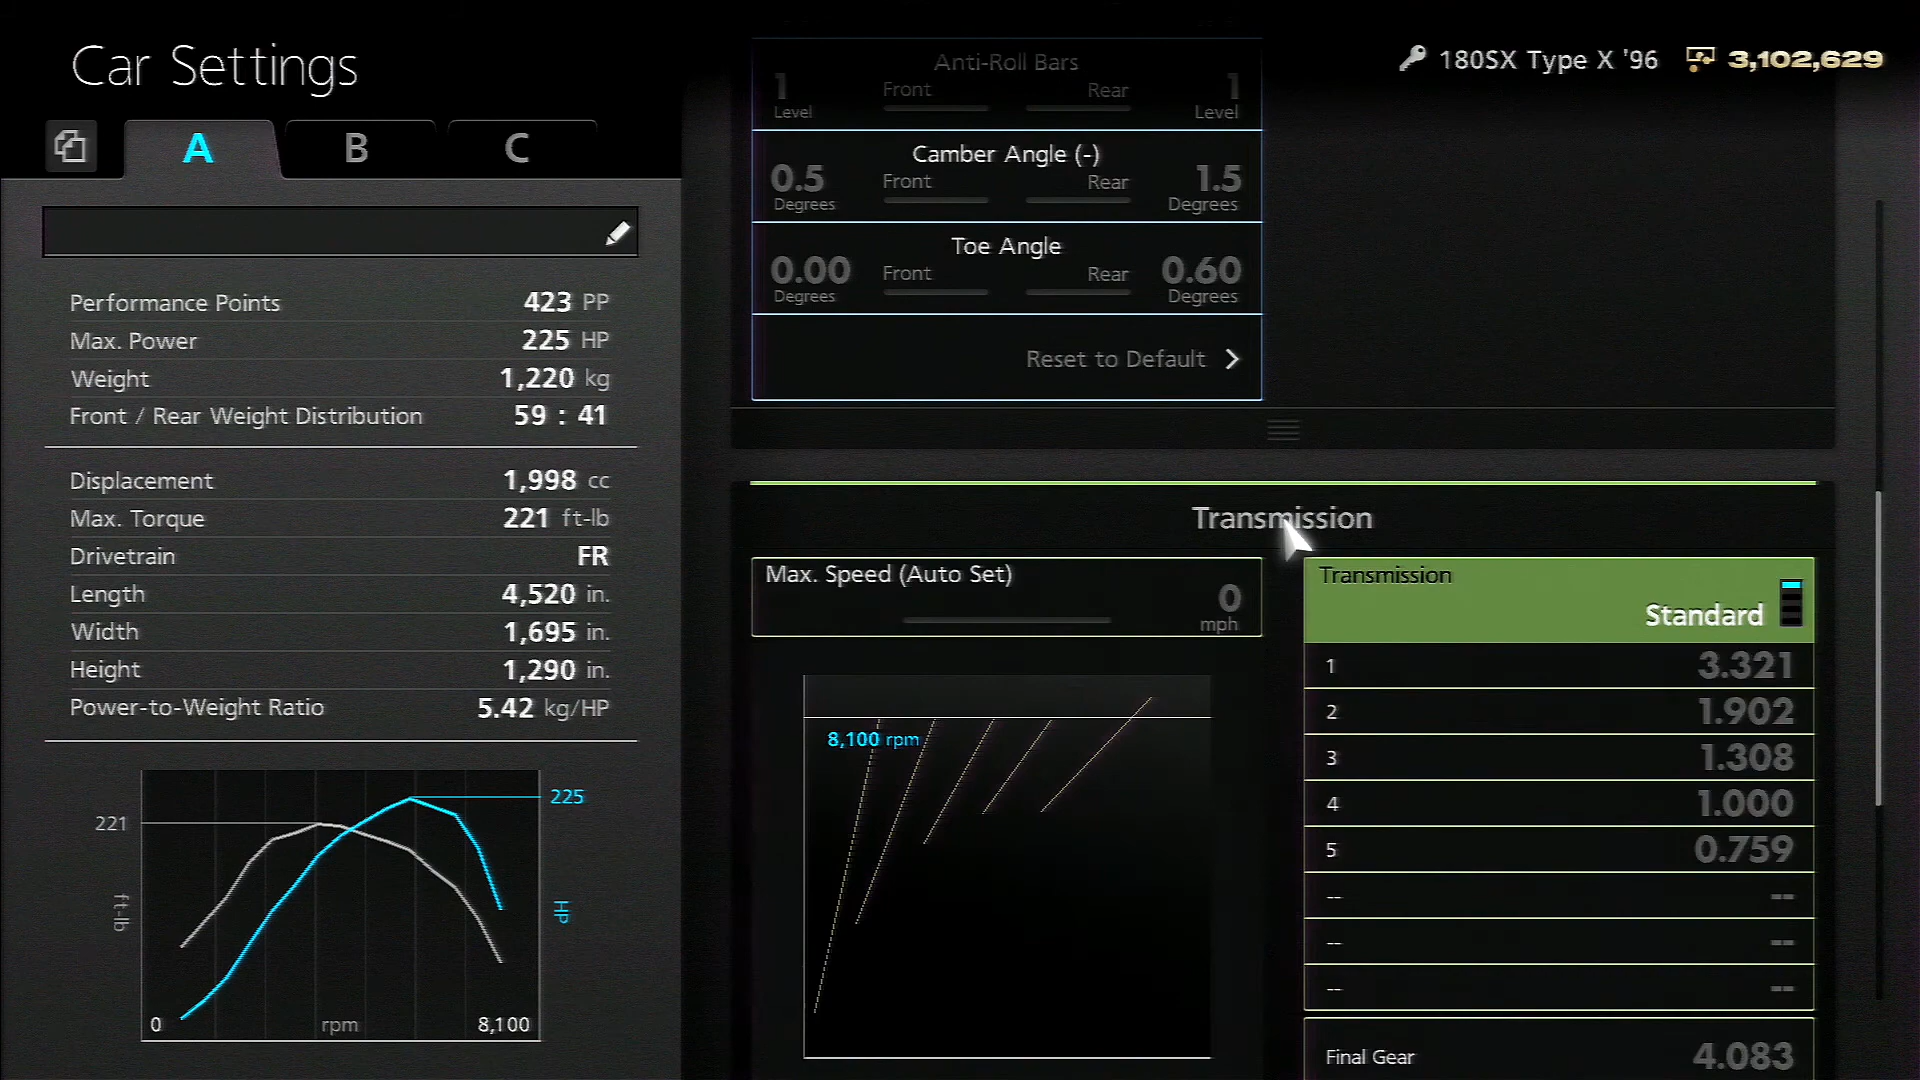 Car Settings
180SX Type X '96
3,102,629
A
B
C
Performance Points 423 PP
Max. Power 225 HP
Weight 1,220 kg
Front / Rear Weight Distribution 59 : 41
Displacement 1,998 cc
Max. Torque 221 ft-lb
Drivetrain FR
Length 4,520 in.
Width 1,695 in.
Height 1,290 in.
Power-to-Weight Ratio 5.42 kg/HP
225
221
ft-lb
HP
0 rpm 8,100
Anti-Roll Bars
1 Front Rear 1
Level Level
Camber Angle (-)
0.5 Front Rear 1.5
Degrees Degrees
Toe Angle
0.00 Front Rear 0.60
Degrees Degrees
Reset to Default
Transmission
Max. Speed (Auto Set)
0
mph
8,100 rpm
Transmission
Standard
1 3.321
2 1.902
3 1.308
4 1.000
5 0.759
-- --
-- --
-- --
Final Gear 4.083